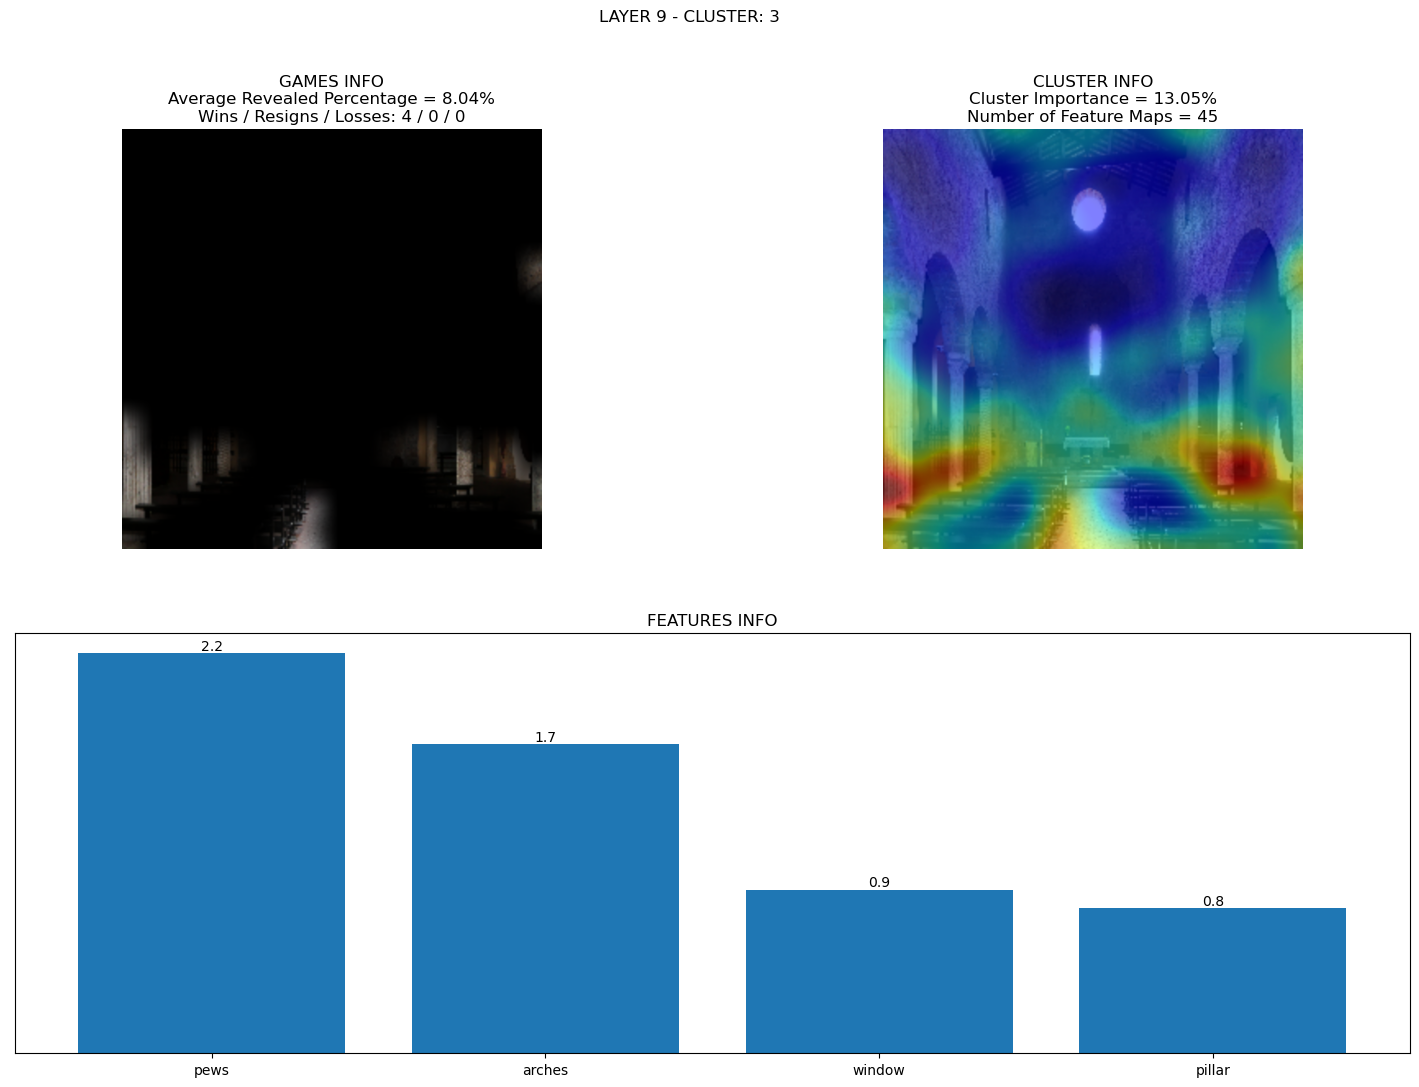 LAYER 9 - CLUSTER: 3
GAMES INFO
Average Revealed Percentage = 8.04%
Wins / Resigns / Losses: 4 / 0 / 0
CLUSTER INFO
Cluster Importance = 13.05%
Number of Feature Maps = 45
FEATURES INFO
2.2
1.7
0.9
0.8
pews
arches
window
pillar